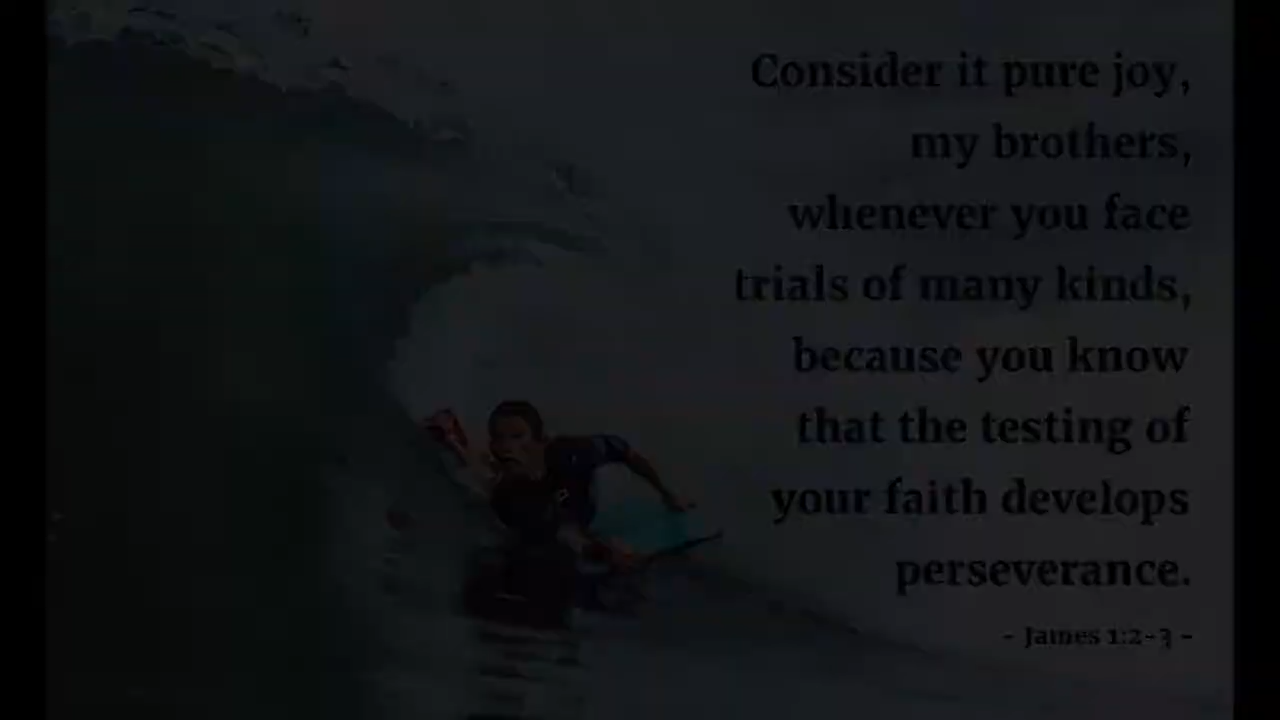 Consider it pure joy,
my brothers,
whenever you face
trials of many kinds,
because you know
that the testing of
your faith develops
perseverance.
- James 1:2-3 -